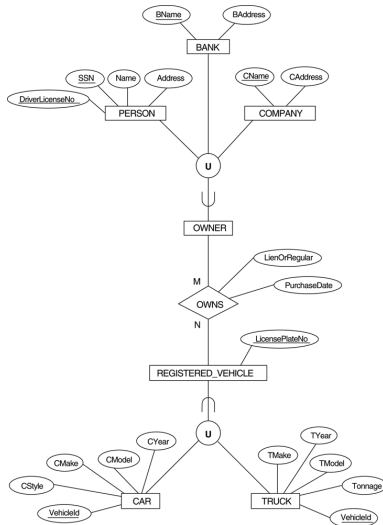 BName BAddress
BANK
SSN Name Address
DriverLicenseNo
CName CAddress
PERSON
COMPANY
U
OWNER
LienOrRegular
M
PurchaseDate
OWNS
N
LicensePlateNo
REGISTERED_VEHICLE
U
CYear
CModel
CMake
CStyle
VehicleId
CAR
TYear
TMake
TModel
Tonnage
TRUCK
VehicleId